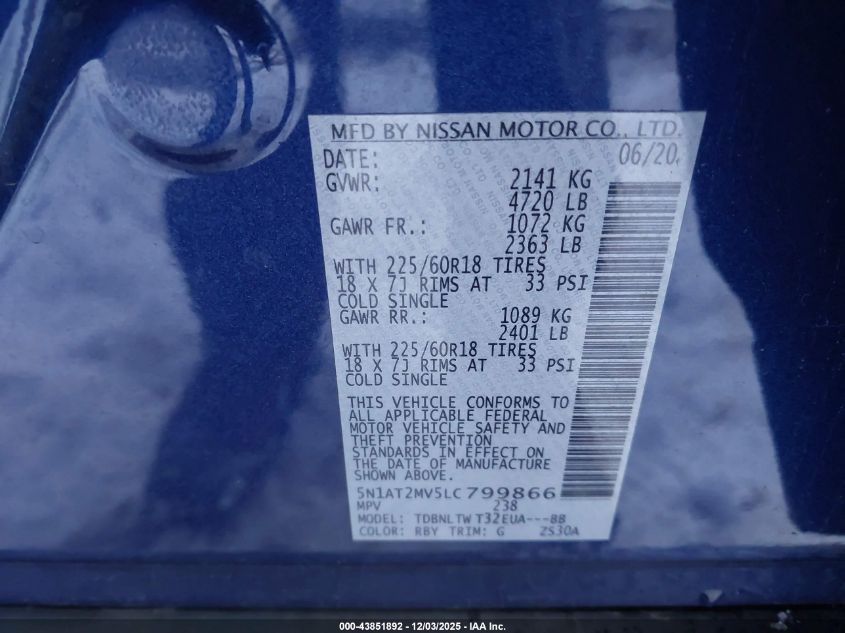 MFD BY NISSAN MOTOR CO., LTD.
DATE: 06/20
GVWR: 2141 KG
4720 LB
GAWR FR.: 1072 KG
2363 LB
WITH 225/60R18 TIRES
18 X 7J RIMS AT 33 PSI
COLD SINGLE
GAWR RR.: 1089 KG
2401 LB
WITH 225/60R18 TIRES
18 X 7J RIMS AT 33 PSI
COLD SINGLE
THIS VEHICLE CONFORMS TO
ALL APPLICABLE FEDERAL
MOTOR VEHICLE SAFETY AND
THEFT PREVENTION
STANDARDS IN EFFECT ON
THE DATE OF MANUFACTURE
SHOWN ABOVE.
5N1AT2MV5LC799866
MPV 238
MODEL: TDBNLTW T32EUA---BB
COLOR: RBY TRIM: G ZS30A
000-43851892 - 12/03/2025 - IAA Inc.